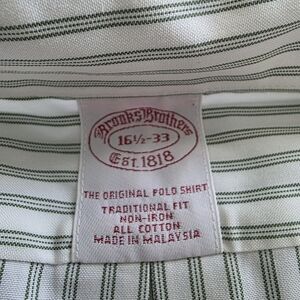 Brooks Brothers
16½-33
EST. 1818
THE ORIGINAL POLO SHIRT
TRADITIONAL FIT
NON-IRON
ALL COTTON
MADE IN MALAYSIA